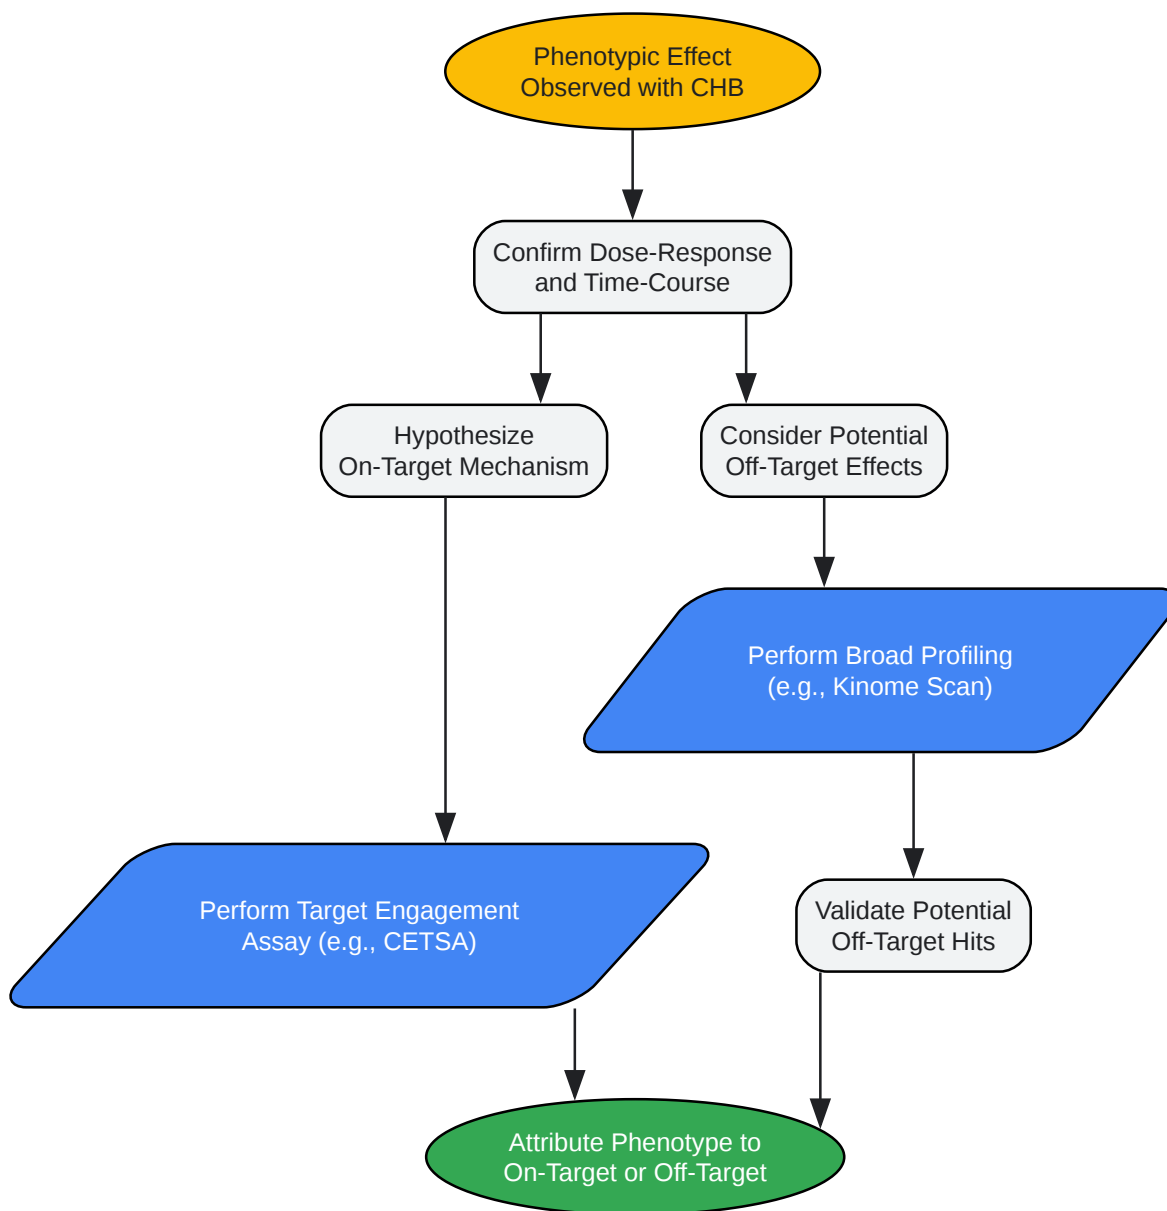 Phenotypic Effect
Observed with CHB
Confirm Dose-Response
and Time-Course
Hypothesize
On-Target Mechanism
Consider Potential
Off-Target Effects
Perform Broad Profiling
(e.g., Kinome Scan)
Perform Target Engagement
Assay (e.g., CETSA)
Validate Potential
Off-Target Hits
Attribute Phenotype to
On-Target or Off-Target